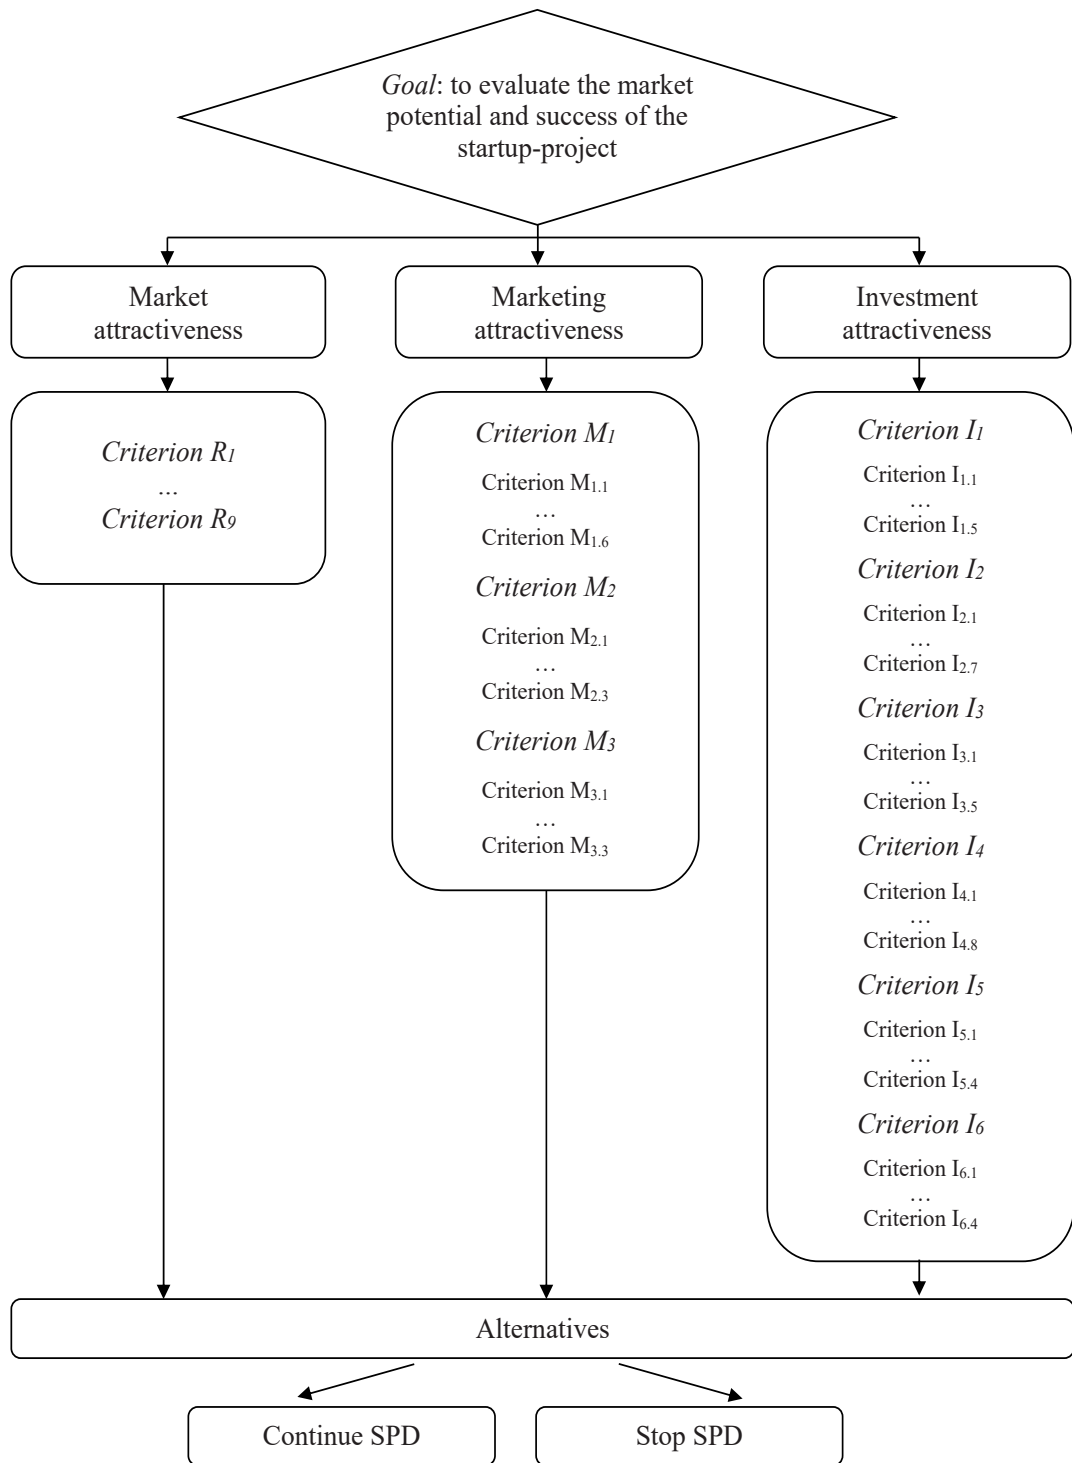 Goal: to evaluate the market
potential and success of the
startup-project
Market
attractiveness
Marketing
attractiveness
Investment
attractiveness
Criterion R1
...
Criterion R9
Criterion M1
Criterion M1.1
…
Criterion M1.6
Criterion M2
Criterion M2.1
…
Criterion M2.3
Criterion M3
Criterion M3.1
…
Criterion M3.3
Criterion I1
Criterion I1.1
…
Criterion I1.5
Criterion I2
Criterion I2.1
…
Criterion I2.7
Criterion I3
Criterion I3.1
…
Criterion I3.5
Criterion I4
Criterion I4.1
…
Criterion I4.8
Criterion I5
Criterion I5.1
…
Criterion I5.4
Criterion I6
Criterion I6.1
…
Criterion I6.4
Alternatives
Continue SPD
Stop SPD